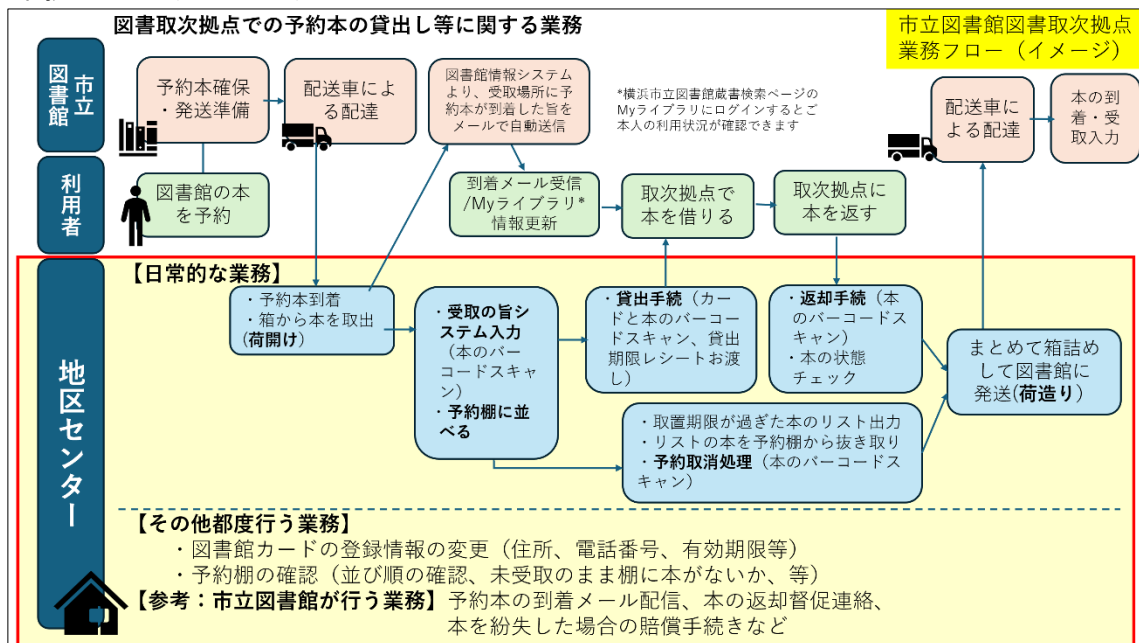 図書取次拠点での予約本の貸出し等に関する業務
市立図書館図書取次拠点
業務フロー（イメージ）
市立
図書館
予約本確保
・発送準備
配送車による
配達
図書館情報システム
より、受取場所に予
約本が到着した旨を
メールで自動送信
*横浜市立図書館蔵書検索ページの
Myライブラリにログインするとご
本人の利用状況が確認できます
配送車に
よる配達
本の到
着・受
取入力
利用者
図書館の本
を予約
到着メール受信
/Myライブラリ*
情報更新
取次拠点で
本を借りる
取次拠点に
本を返す
地区センター
【日常的な業務】
・予約本到着
・箱から本を取出
(荷開け)
・受取の旨シ
ステム入力
（本のバー
コードスキャ
ン）
・予約棚に並
べる
・貸出手続（カー
ドと本のバーコー
ドスキャン、貸出
期限レシートお渡
し）
・返却手続（本
のバーコードス
キャン）
・本の状態
チェック
まとめて箱詰め
して図書館に
発送(荷造り)
・取置期限が過ぎた本のリスト出力
・リストの本を予約棚から抜き取り
・予約取消処理（本のバーコードス
キャン）
【その他都度行う業務】
・図書館カードの登録情報の変更（住所、電話番号、有効期限等）
・予約棚の確認（並び順の確認、未受取のまま棚に本がないか、等）
【参考：市立図書館が行う業務】予約本の到着メール配信、本の返却督促連絡、
本を紛失した場合の賠償手続きなど